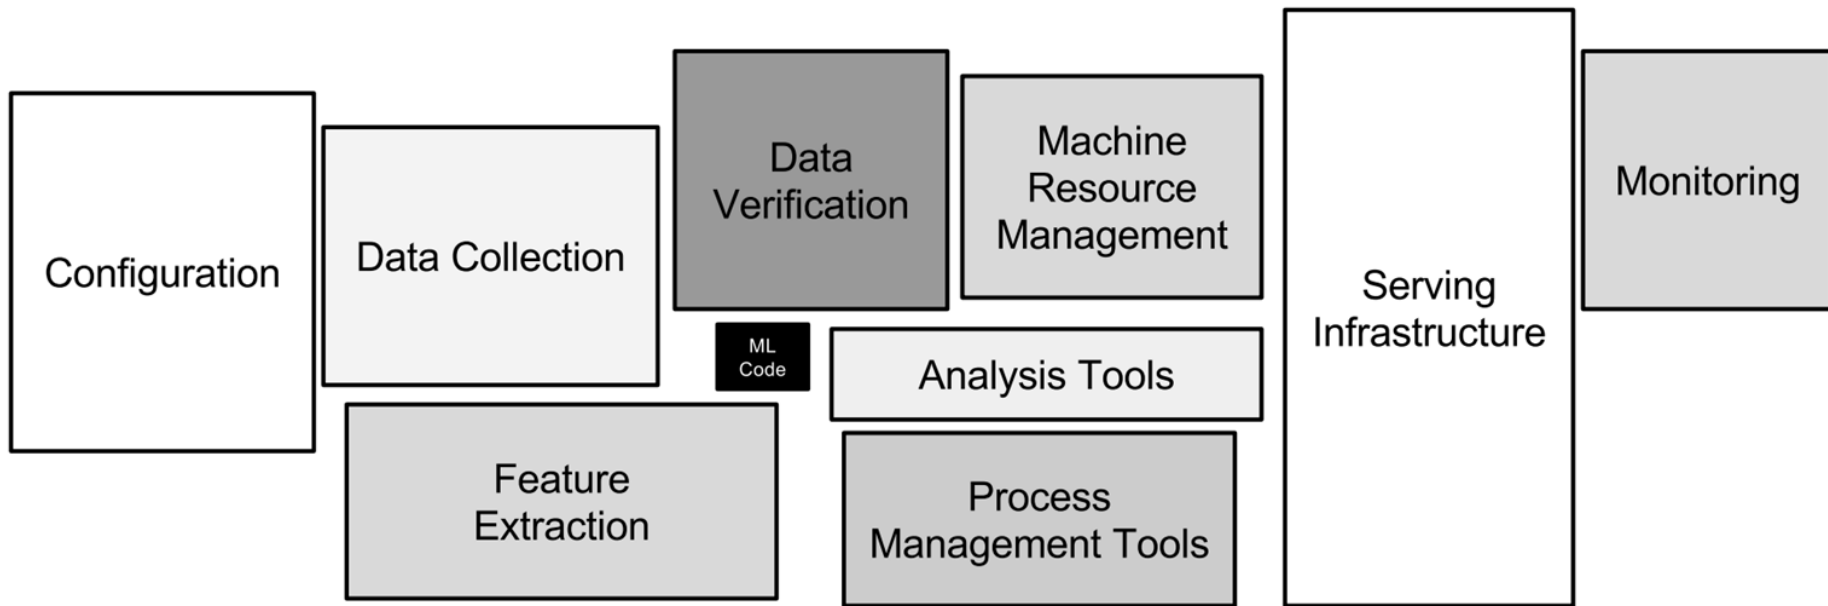 Configuration
Data Collection
Feature
Extraction
Data
Verification
ML
Code
Machine
Resource
Management
Analysis Tools
Process
Management Tools
Serving
Infrastructure
Monitoring